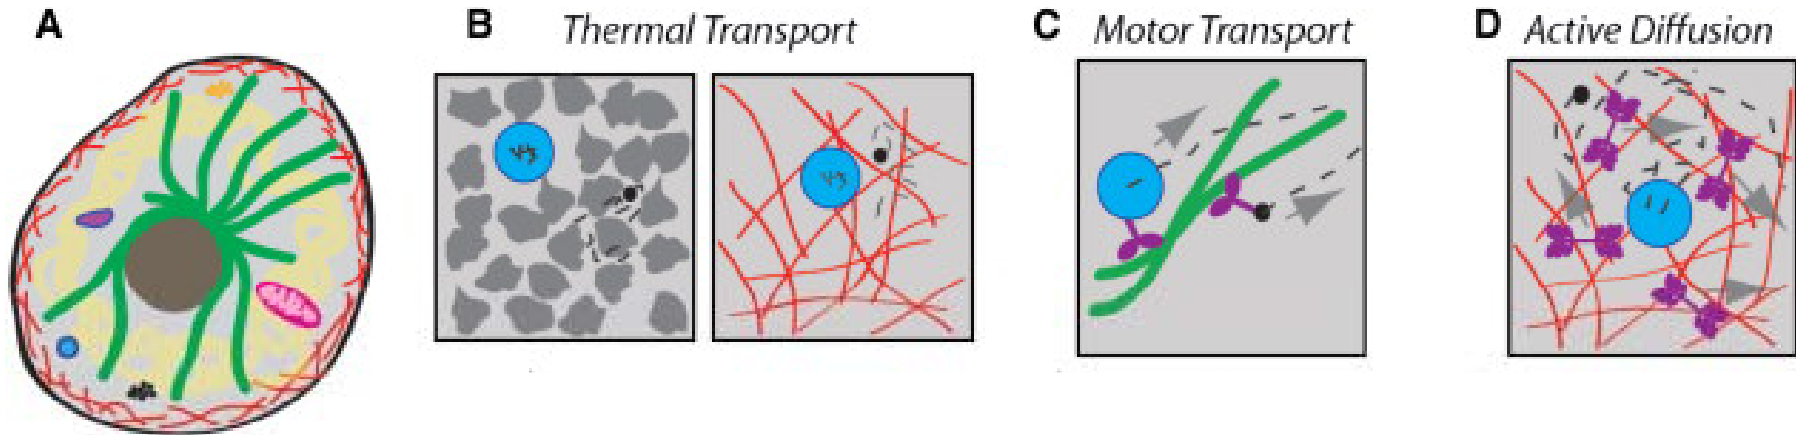 A
B Thermal Transport
C Motor Transport
D Active Diffusion